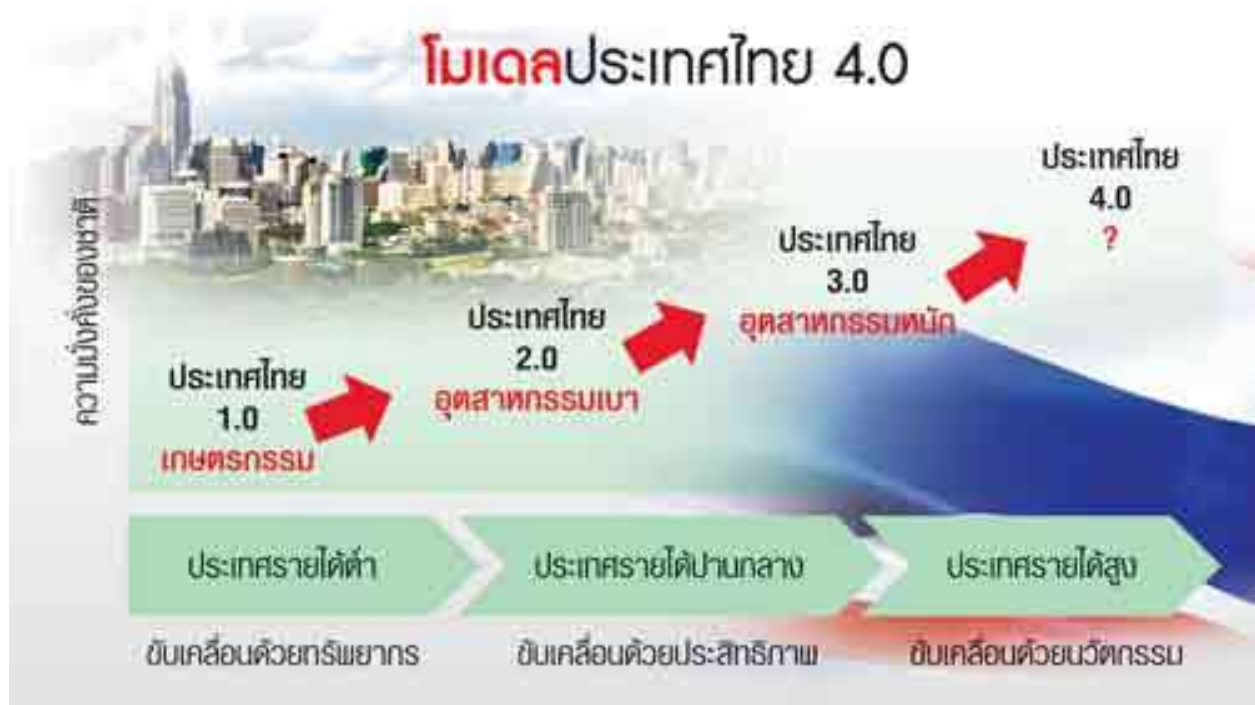 โมเดลประเทศไทย 4.0
ความมั่งคั่งของชาติ
ประเทศไทย
1.0
เกษตรกรรม
ประเทศไทย
2.0
อุตสาหกรรมเบา
ประเทศไทย
3.0
อุตสาหกรรมหนัก
ประเทศไทย
4.0
?
ประเทศรายได้ต่ำ
ประเทศรายได้ปานกลาง
ประเทศรายได้สูง
ขับเคลื่อนด้วยทรัพยากร
ขับเคลื่อนด้วยประสิทธิภาพ
ขับเคลื่อนด้วยนวัตกรรม